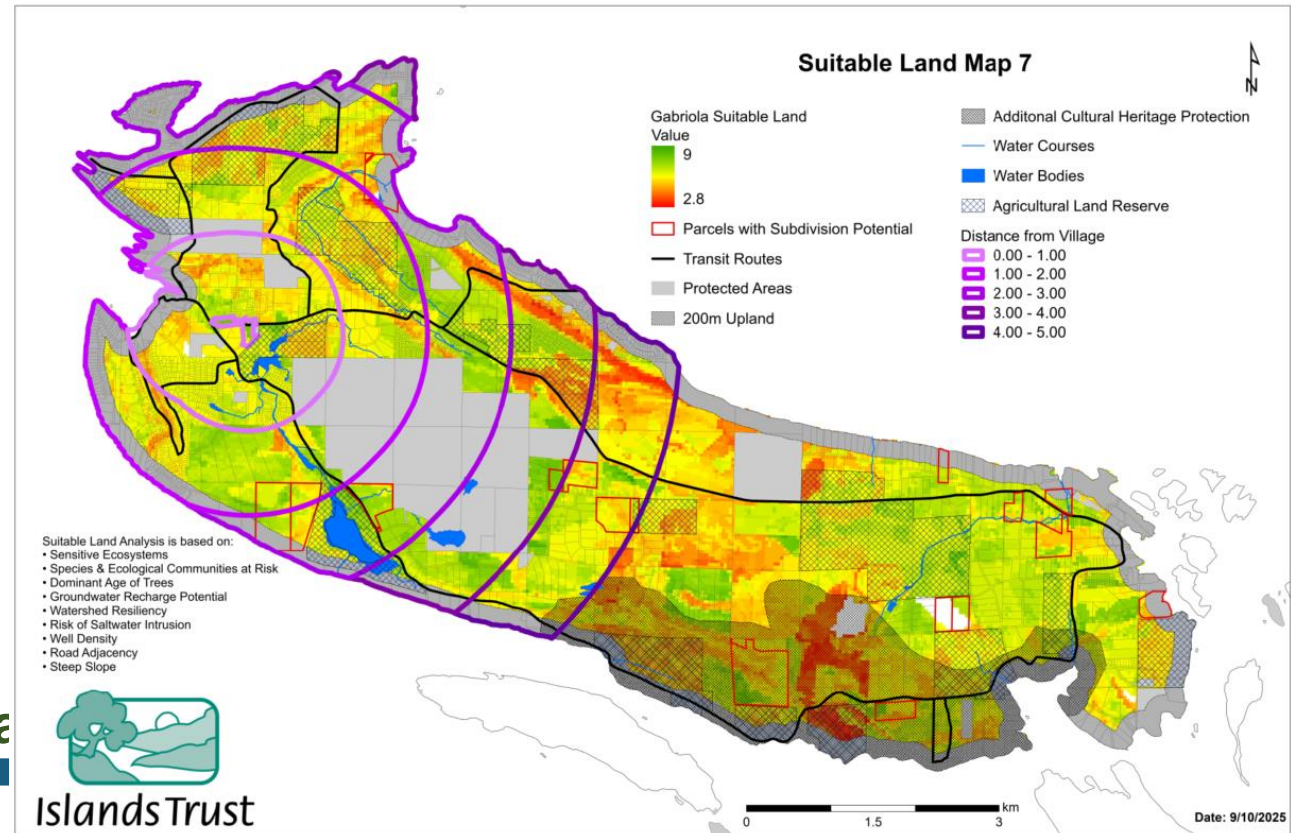 Suitable Land Map 7
N
Gabriola Suitable Land
Value
9
2.8
Parcels with Subdivision Potential
Transit Routes
Protected Areas
200m Upland
Additonal Cultural Heritage Protection
Water Courses
Water Bodies
Agricultural Land Reserve
Distance from Village
0.00 - 1.00
1.00 - 2.00
2.00 - 3.00
3.00 - 4.00
4.00 - 5.00
Suitable Land Analysis is based on:
• Sensitive Ecosystems
• Species & Ecological Communities at Risk
• Dominant Age of Trees
• Groundwater Recharge Potential
• Watershed Resiliency
• Risk of Saltwater Intrusion
• Well Density
• Road Adjacency
• Steep Slope
Islands Trust
km
0 1.5 3
Date: 9/10/2025